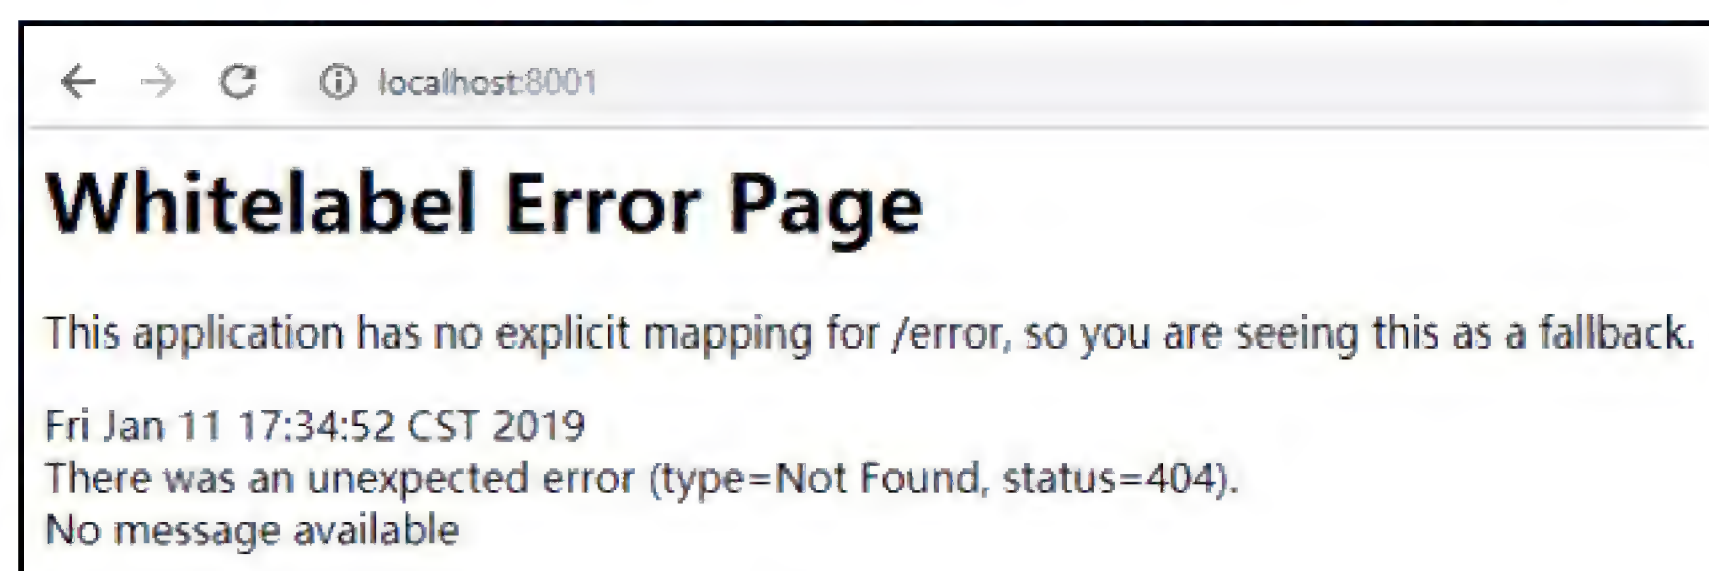 localhost:8001
Whitelabel Error Page
This application has no explicit mapping for /error, so you are seeing this as a fallback.
Fri Jan 11 17:34:52 CST 2019
There was an unexpected error (type=Not Found, status=404).
No message available